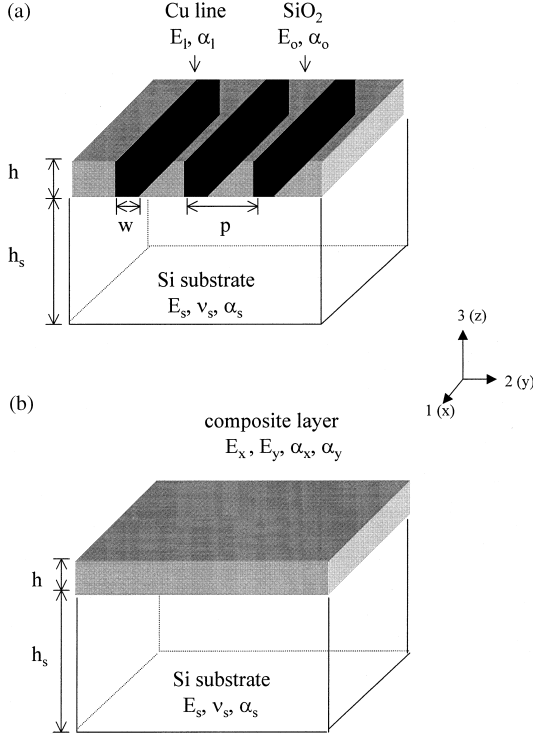 (a)
Cu line
E_l, α_l
SiO₂
E_o, α_o
h
w
p
h_s
Si substrate
E_s, ν_s, α_s
3 (z)
2 (y)
1 (x)
(b)
composite layer
E_x, E_y, α_x, α_y
h
h_s
Si substrate
E_s, ν_s, α_s